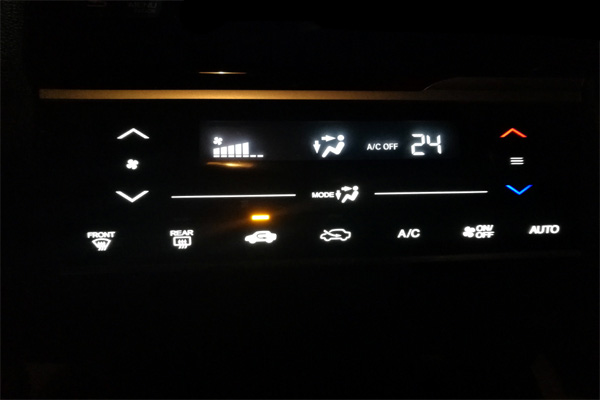 A/C OFF 24
MODE
FRONT REAR A/C ON/OFF AUTO